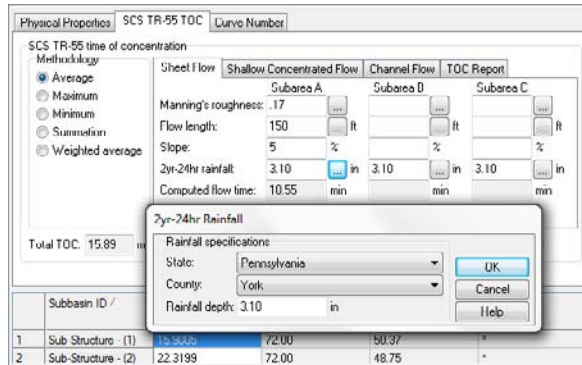 Physical Properties SCS TR-55 TOC Curve Number
SCS TR-55 time of concentration
Methodology
Average
Maximum
Minimum
Summation
Weighted average
Sheet Flow Shallow Concentrated Flow Channel Flow TOC Report
Subarea A Subarea B Subarea C
Manning's roughness: .17 ... ... ...
Flow length: 150 ... ft ... ft ... ft
Slope: 5 % % %
2yr-24hr rainfall: 3.10 ... in 3.10 ... in 3.10 ... in
Computed flow time: 10.55 min min min
Total TOC: 15.89 m
2yr-24hr Rainfall
Rainfall specifications
State: Pennsylvania OK
County: York Cancel
Rainfall depth: 3.10 in Help
Subbasin ID /
1 Sub-Structure - (1) 15.9005 72.00 50.37 *
2 Sub-Structure - (2) 22.3199 72.00 48.75 *